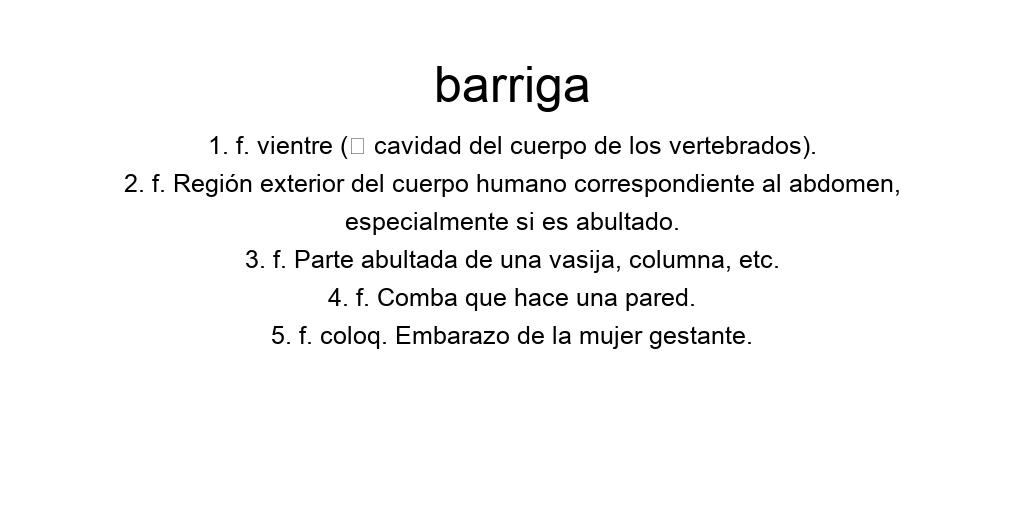 barriga
1. f. vientre (□ cavidad del cuerpo de los vertebrados).
2. f. Región exterior del cuerpo humano correspondiente al abdomen,
especialmente si es abultado.
3. f. Parte abultada de una vasija, columna, etc.
4. f. Comba que hace una pared.
5. f. coloq. Embarazo de la mujer gestante.